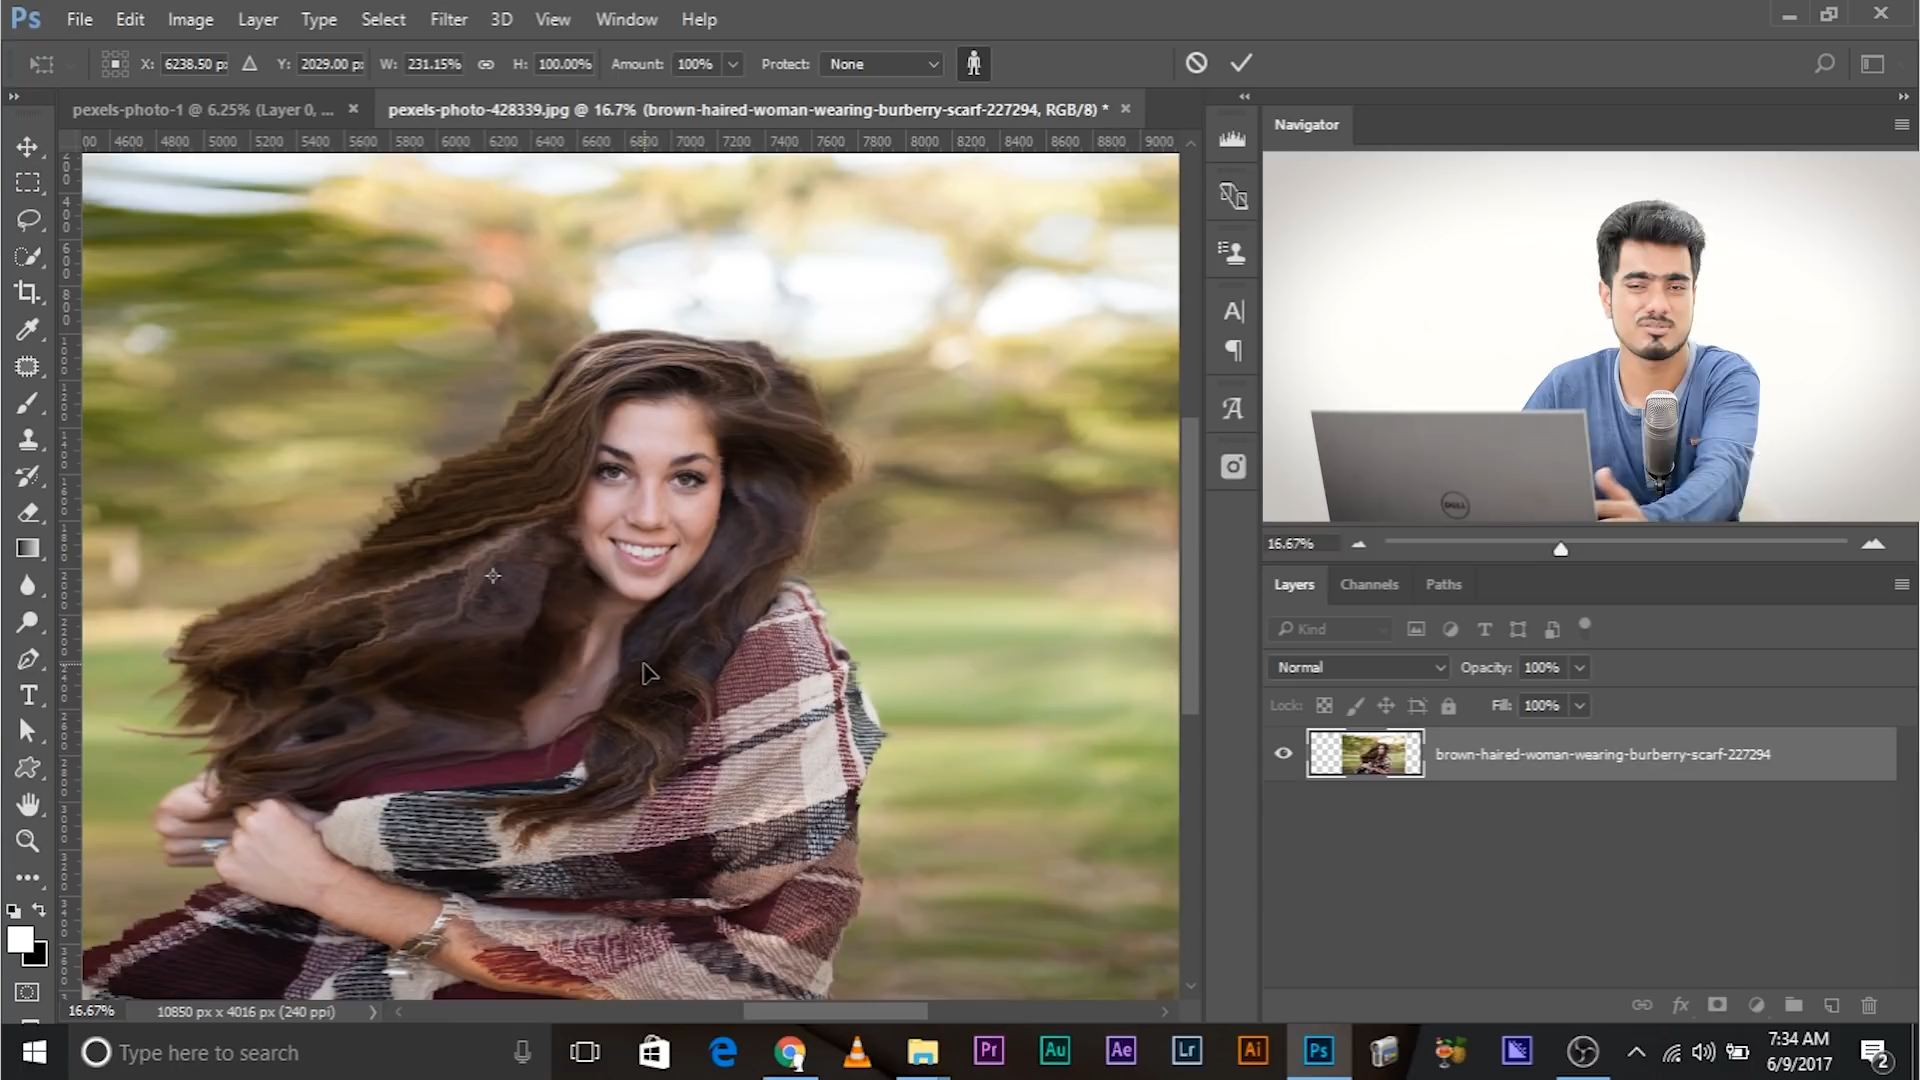 Ps File Edit Image Layer Type Select Filter 3D View Window Help
X: 6238.50 p Y: 2029.00 p W: 231.15% H: 100.00% Amount: 100% Protect: None
pexels-photo-1 @ 6.25% (Layer 0, ... pexels-photo-428339.jpg @ 16.7% (brown-haired-woman-wearing-burberry-scarf-227294, RGB/8) *
Navigator
00 4600 4800 5000 5200 5400 5600 5800 6000 6200 6400 6600 6800 7000 7200 7400 7600 7800 8000 8200 8400 8600 8800 9000
DELL
16.67%
Layers Channels Paths
Kind
Normal Opacity: 100%
Lock: Fill: 100%
brown-haired-woman-wearing-burberry-scarf-227294
16.67% 10850 px x 4016 px (240 ppi)
Type here to search
Pr Au Ae Lr Ai Ps
7:34 AM
6/9/2017
2